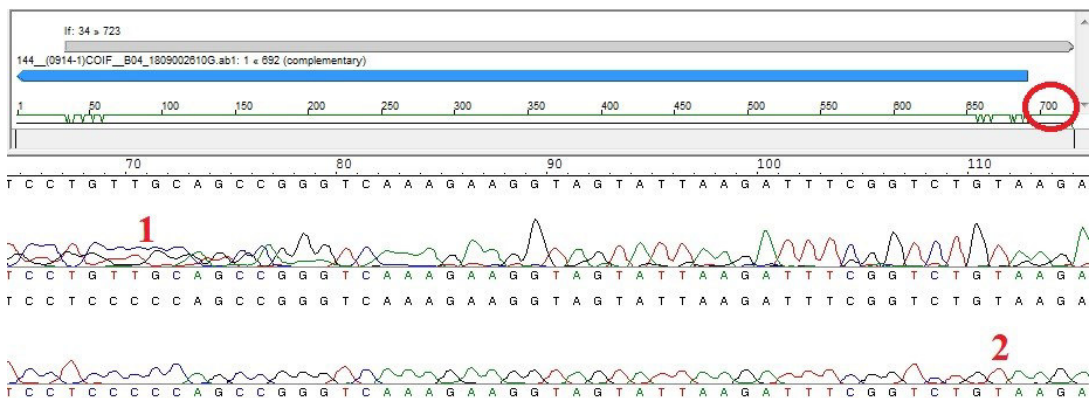 lf: 34 » 723
144__(0914-1)COIF__B04_1809002610G.ab1: 1 « 692 (complementary)
1 50 100 150 200 250 300 350 400 450 500 550 600 650 700
70 80 90 100 110
T C C T G T T G C A G C C G G G T C A A A G A A G G T A G T A T T A A G A T T T C G G T C T G T A A G A
1
T C C T G T T G C A G C C G G G T C A A A G A A G G T A G T A T T A A G A T T T C G G T C T G T A A G A
T C C T C C C C C A G C C G G G T C A A A G A A G G T A G T A T T A A G A T T T C G G T C T G T A A G A
2
T C C T C C C C C A G C C G G G T C A A A G A A G G T A G T A T T A A G A T T T C G G T C T G T A A G A